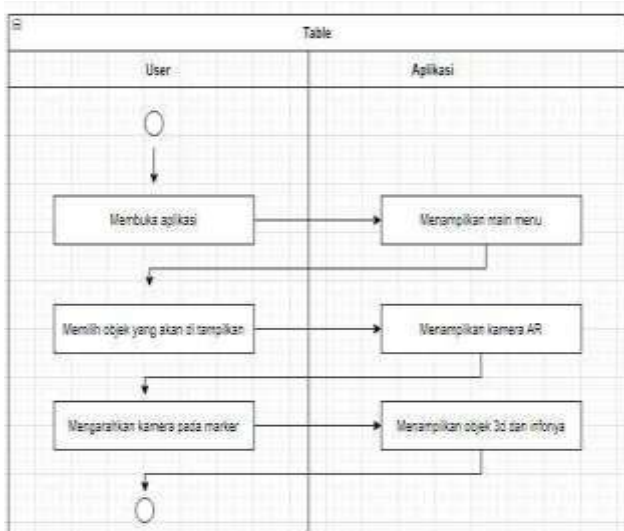 Table
User
Aplikasi
Membuka aplikasi
Menampilkan main menu
Memilih objek yang akan di tampilkan
Menampilkan kamera AR
Mengarahkan kamera pada marker
Menampilkan objek 3d dan infonya